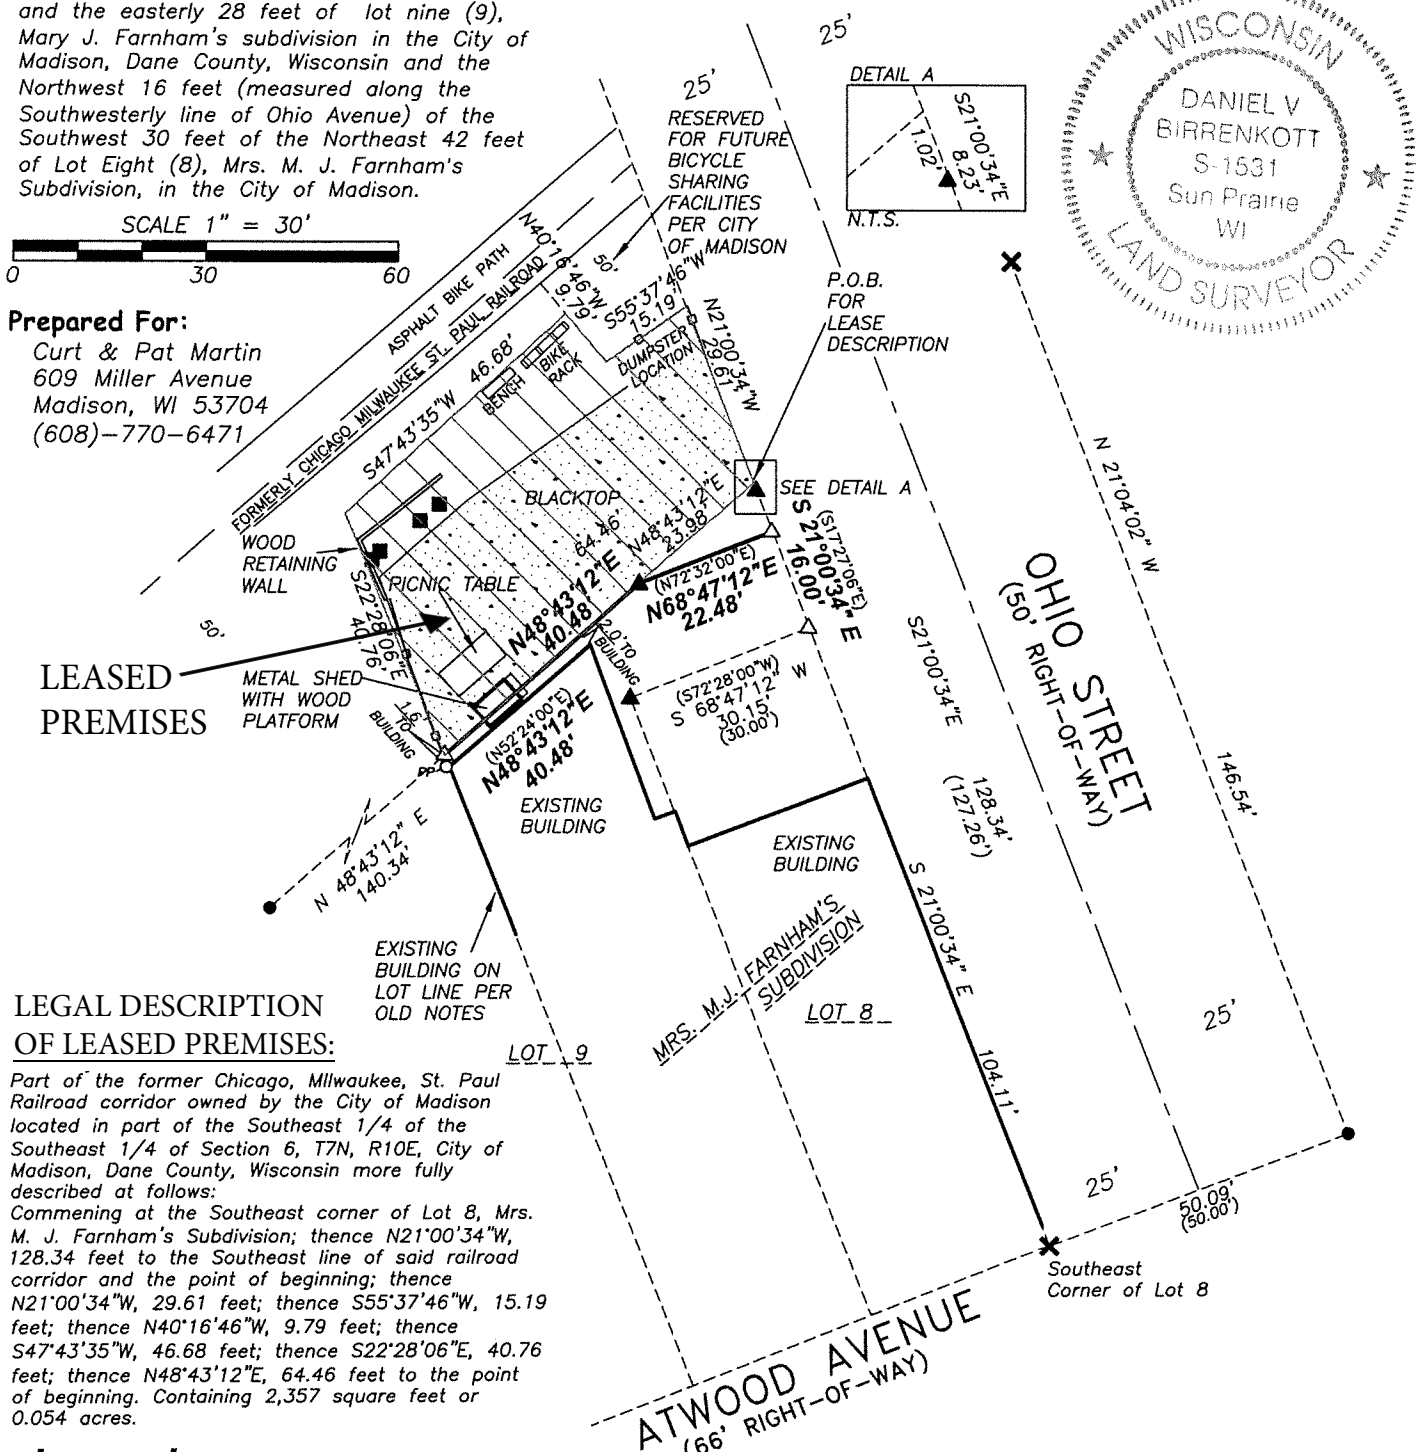 and the easterly 28 feet of lot nine (9),
Mary J. Farnham's subdivision in the City of
Madison, Dane County, Wisconsin and the
Northwest 16 feet (measured along the
Southwesterly line of Ohio Avenue) of the
Southwest 30 feet of the Northeast 42 feet
of Lot Eight (8), Mrs. M. J. Farnham's
Subdivision, in the City of Madison.
SCALE 1" = 30'
0 30 60
Prepared For:
Curt & Pat Martin
609 Miller Avenue
Madison, WI 53704
(608)-770-6471
25'
25'
RESERVED
FOR FUTURE
BICYCLE
SHARING
FACILITIES
PER CITY
OF MADISON
DETAIL A
S21°00'34"E
8.23'
1.02'
N.T.S.
WISCONSIN
DANIEL V
BIRRENKOTT
S-1531
Sun Prairie
WI
LAND SURVEYOR
P.O.B.
FOR
LEASE
DESCRIPTION
ASPHALT BIKE PATH
FORMERLY CHICAGO MILWAUKEE ST. PAUL RAILROAD
N40°16'46"W,
9.79'
50'
S55°37'46"W
15.19'
N21°00'34"W
29.61'
S47°43'35"W 46.68'
BENCH
BIKE
RACK
DUMPSTER
LOCATION
SEE DETAIL A
BLACKTOP
64.46'
N48°43'12"E
23.98'
WOOD
RETAINING
WALL
PICNIC TABLE
S22°28'06"E
40.76'
50'
LEASED
PREMISES
METAL SHED
WITH WOOD
PLATFORM
N48°43'12"E
40.48'
(N72°32'00"E)
N68°47'12"E
22.48'
(S17°27'06"E)
S 21°00'34" E
16.00'
2.0' TO
BUILDING
1.6'
TO
BUILDING
PP
(N52°24'00"E)
N48°43'12"E
40.48'
(S72°28'00"W)
S 68°47'12" W
30.15'
(30.00')
EXISTING
BUILDING
EXISTING
BUILDING
N 48°43'12" E
140.34'
EXISTING
BUILDING ON
LOT LINE PER
OLD NOTES
S21°00'34"E
128.34'
(127.26')
OHIO STREET
(50' RIGHT-OF-WAY)
N 21°04'02" W
146.54'
S 21°00'34" E
104.11'
MRS. M.J. FARNHAM'S
SUBDIVISION
LOT 8
LOT 9
25'
25'
50.09'
(50.00')
Southeast
Corner of Lot 8
ATWOOD AVENUE
(66' RIGHT-OF-WAY)
LEGAL DESCRIPTION
OF LEASED PREMISES:
Part of the former Chicago, Milwaukee, St. Paul
Railroad corridor owned by the City of Madison
located in part of the Southeast 1/4 of the
Southeast 1/4 of Section 6, T7N, R10E, City of
Madison, Dane County, Wisconsin more fully
described at follows:
Commening at the Southeast corner of Lot 8, Mrs.
M. J. Farnham's Subdivision; thence N21°00'34"W,
128.34 feet to the Southeast line of said railroad
corridor and the point of beginning; thence
N21°00'34"W, 29.61 feet; thence S55°37'46"W, 15.19
feet; thence N40°16'46"W, 9.79 feet; thence
S47°43'35"W, 46.68 feet; thence S22°28'06"E, 40.76
feet; thence N48°43'12"E, 64.46 feet to the point
of beginning. Containing 2,357 square feet or
0.054 acres.